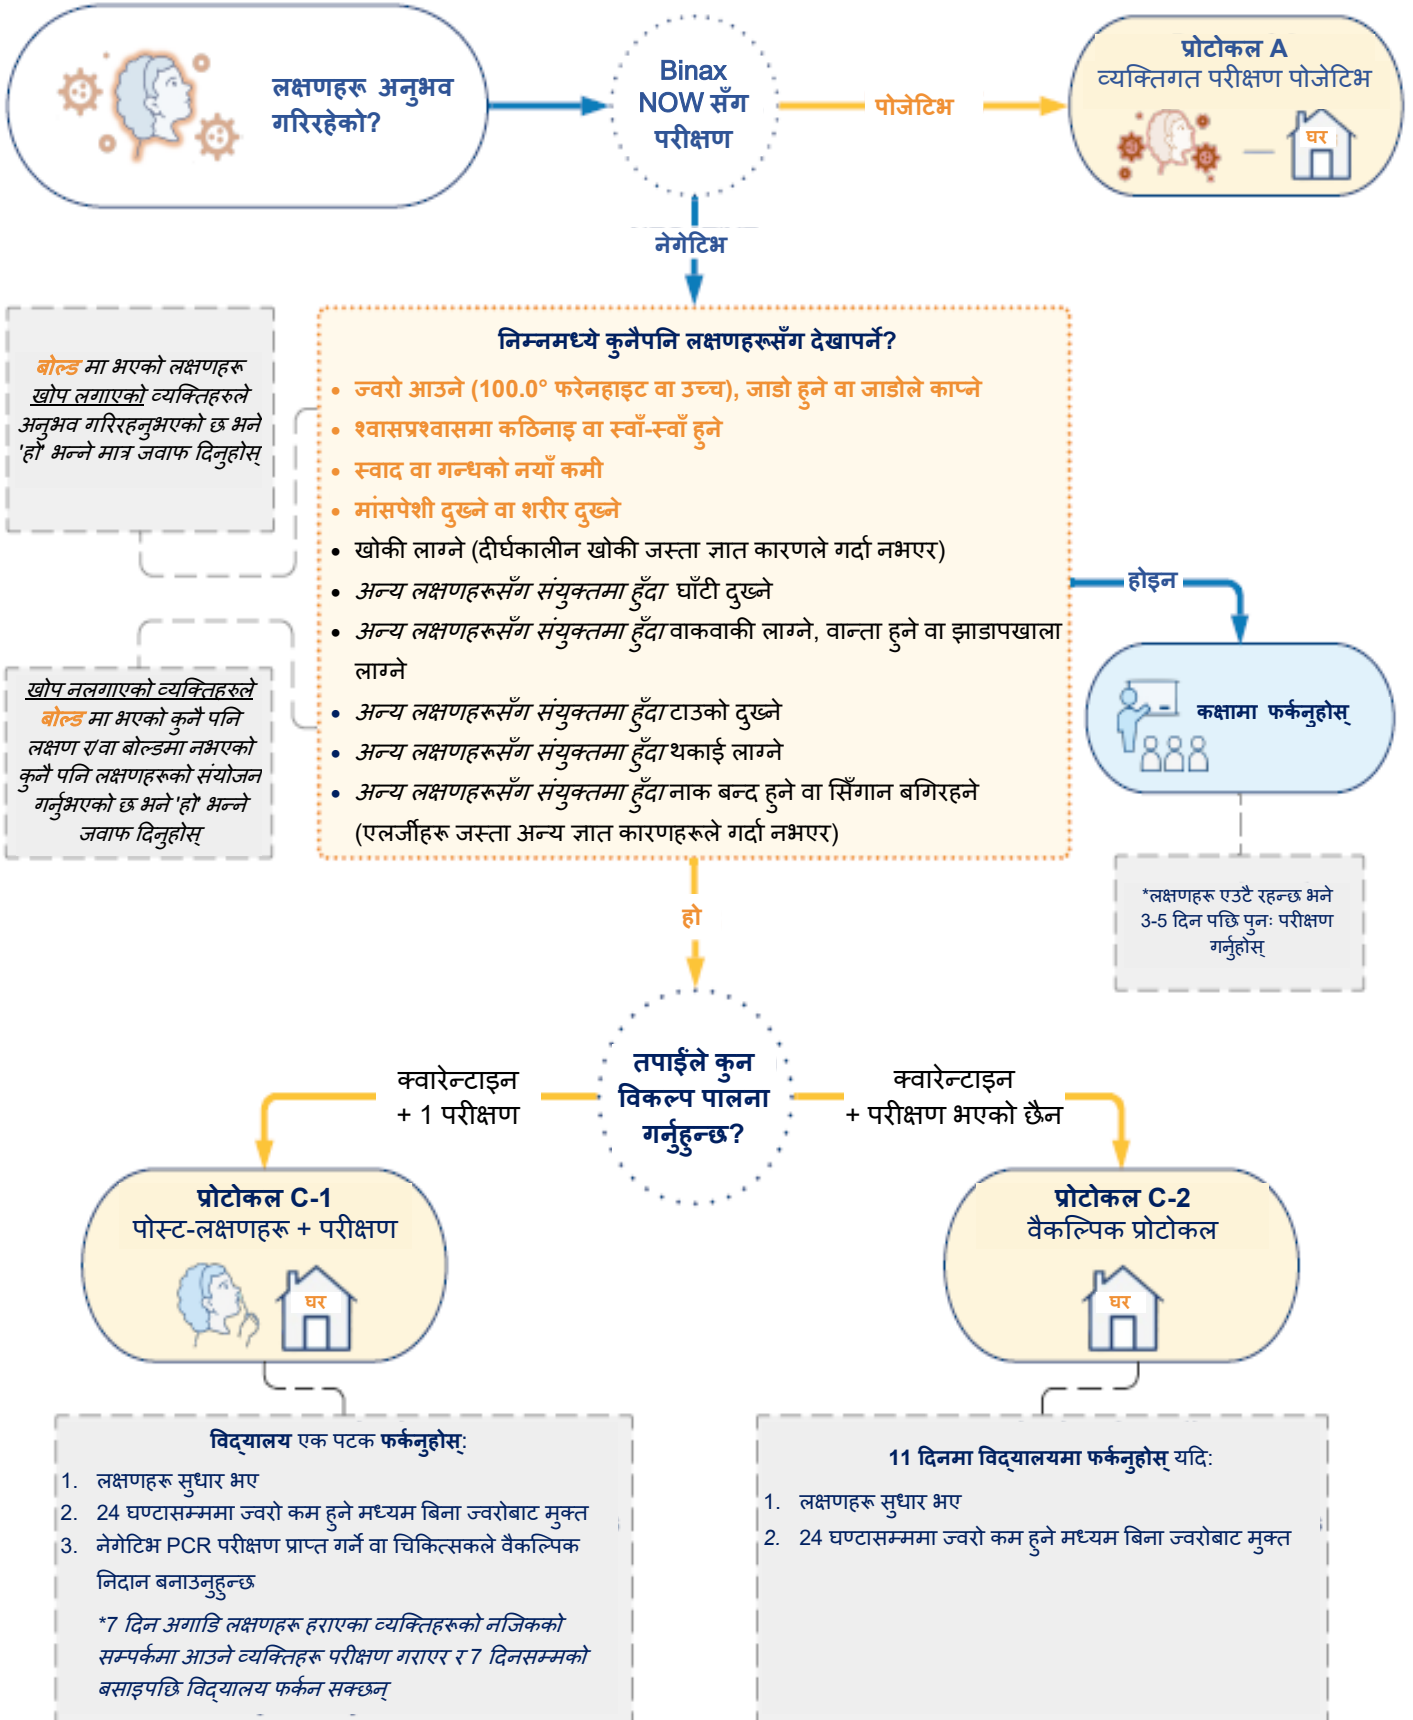 लक्षणहरू अनुभव
गरिरहेको?
Binax
NOW सँग
परीक्षण
पोजेटिभ
प्रोटोकल A
व्यक्तिगत परीक्षण पोजेटिभ
घर
नेगेटिभ
बोल्ड मा भएको लक्षणहरू
खोप लगाएको व्यक्तिहरुले
अनुभव गरिरहनुभएको छ भने
'हो' भन्ने मात्र जवाफ दिनुहोस्
निम्नमध्ये कुनैपनि लक्षणहरूसँग देखापर्ने?
• ज्वरो आउने (100.0° फरेनहाइट वा उच्च), जाडो हुने वा जाडोले काप्ने
• श्वासप्रश्वासमा कठिनाइ वा स्वाँ-स्वाँ हुने
• स्वाद वा गन्धको नयाँ कमी
• मांसपेशी दुख्ने वा शरीर दुख्ने
• खोकी लाग्ने (दीर्घकालीन खोकी जस्ता ज्ञात कारणले गर्दा नभएर)
• अन्य लक्षणहरूसँग संयुक्तमा हुँदा घाँटी दुख्ने
• अन्य लक्षणहरूसँग संयुक्तमा हुँदा वाकवाकी लाग्ने, वान्ता हुने वा झाडापखाला
लाग्ने
• अन्य लक्षणहरूसँग संयुक्तमा हुँदा टाउको दुख्ने
• अन्य लक्षणहरूसँग संयुक्तमा हुँदा थकाई लाग्ने
• अन्य लक्षणहरूसँग संयुक्तमा हुँदा नाक बन्द हुने वा सिँगान बगिरहने
(एलर्जीहरू जस्ता अन्य ज्ञात कारणहरूले गर्दा नभएर)
खोप नलगाएको व्यक्तिहरुले
बोल्ड मा भएको कुनै पनि
लक्षण र/वा बोल्डमा नभएको
कुनै पनि लक्षणहरूको संयोजन
गर्नुभएको छ भने 'हो' भन्ने
जवाफ दिनुहोस्
होइन
कक्षामा फर्कनुहोस्
*लक्षणहरू एउटै रहन्छ भने
3-5 दिन पछि पुनः परीक्षण
गर्नुहोस्
हो
तपाईंले कुन
विकल्प पालना
गर्नुहुन्छ?
क्वारेन्टाइन
+ 1 परीक्षण
क्वारेन्टाइन
+ परीक्षण भएको छैन
प्रोटोकल C-1
पोस्ट-लक्षणहरू + परीक्षण
घर
प्रोटोकल C-2
वैकल्पिक प्रोटोकल
घर
विद्यालय एक पटक फर्कनुहोस्:
1. लक्षणहरू सुधार भए
2. 24 घण्टासम्ममा ज्वरो कम हुने मध्यम बिना ज्वरोबाट मुक्त
3. नेगेटिभ PCR परीक्षण प्राप्त गर्ने वा चिकित्सकले वैकल्पिक
निदान बनाउनुहुन्छ
*7 दिन अगाडि लक्षणहरू हराएका व्यक्तिहरूको नजिकको
सम्पर्कमा आउने व्यक्तिहरू परीक्षण गराएर र 7 दिनसम्मको
बसाइपछि विद्यालय फर्कन सक्छन्
11 दिनमा विद्यालयमा फर्कनुहोस् यदि:
1. लक्षणहरू सुधार भए
2. 24 घण्टासम्ममा ज्वरो कम हुने मध्यम बिना ज्वरोबाट मुक्त